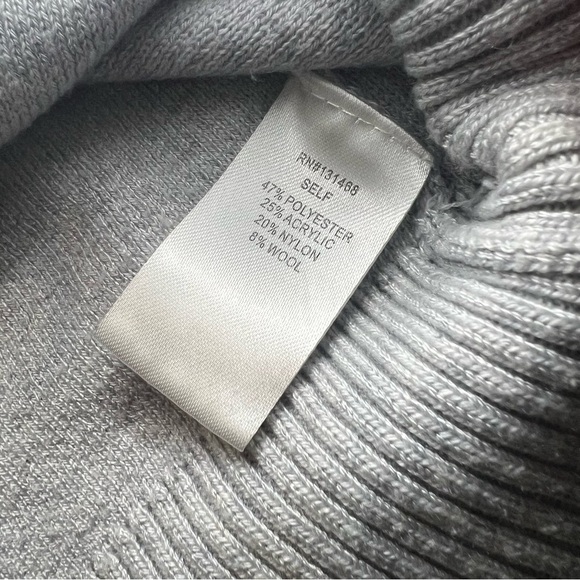 RN#131468
SELF
47% POLYESTER
25% ACRYLIC
20% NYLON
8% WOOL